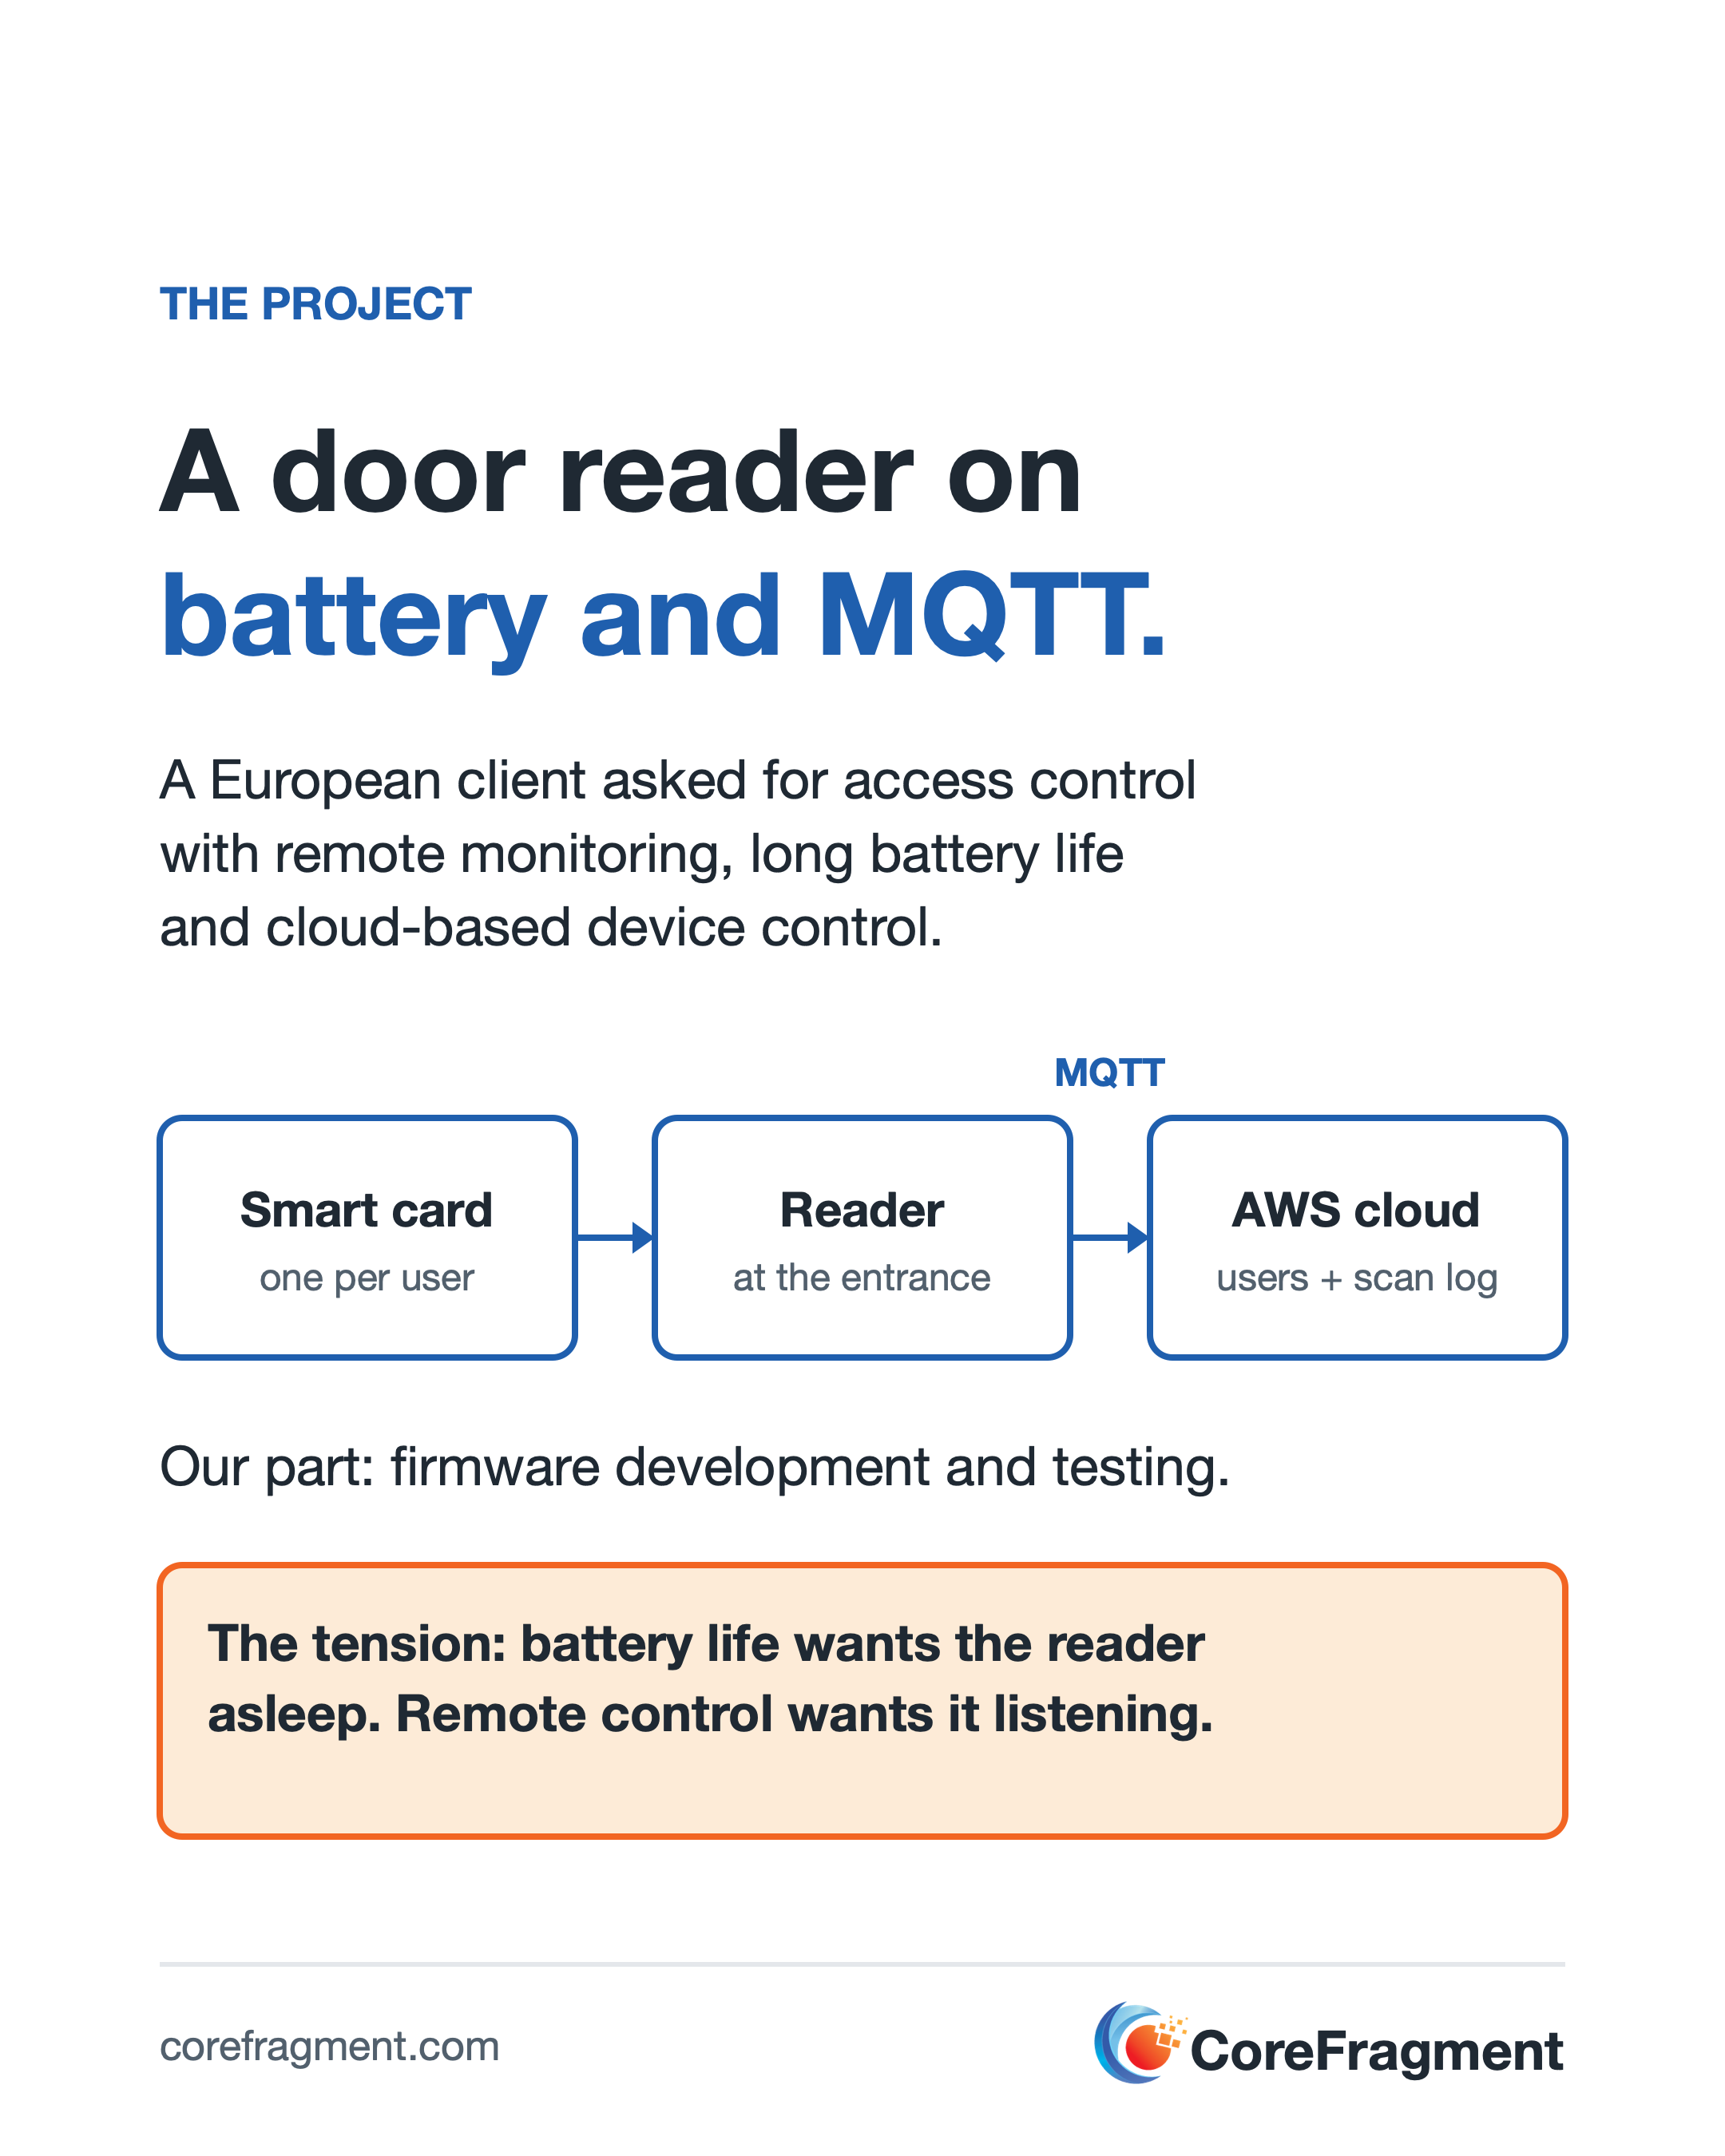 THE PROJECT
A door reader on
battery and MQTT.
A European client asked for access control
with remote monitoring, long battery life
and cloud-based device control.
MQTT
Smart card
one per user
Reader
at the entrance
AWS cloud
users + scan log
Our part: firmware development and testing.
The tension: battery life wants the reader
asleep. Remote control wants it listening.
corefragment.com
CoreFragment